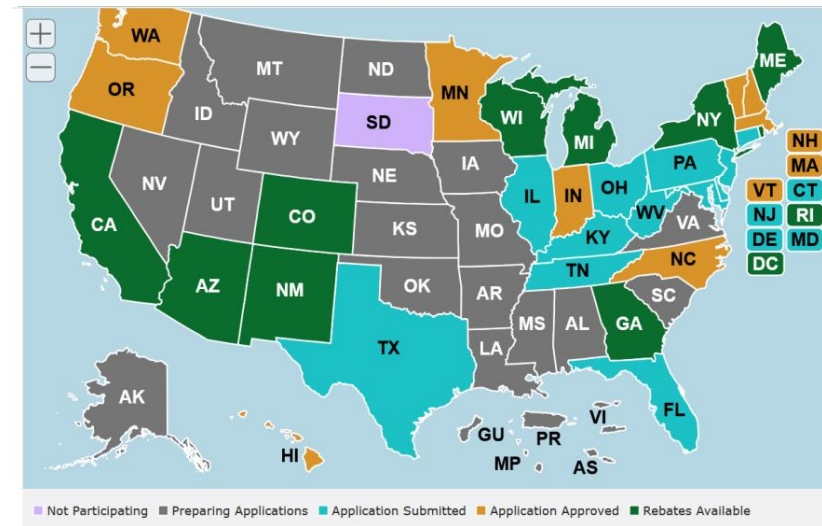 +
−
WA
OR
CA
NV
ID
MT
WY
UT
AZ
CO
NM
ND
SD
NE
KS
OK
TX
MN
IA
MO
AR
LA
WI
IL
MI
IN
OH
KY
TN
MS
AL
GA
FL
SC
NC
VA
WV
PA
NY
ME
NH
MA
VT
CT
NJ
RI
DE
MD
DC
AK
HI
GU
MP
PR
VI
AS
Not Participating
Preparing Applications
Application Submitted
Application Approved
Rebates Available